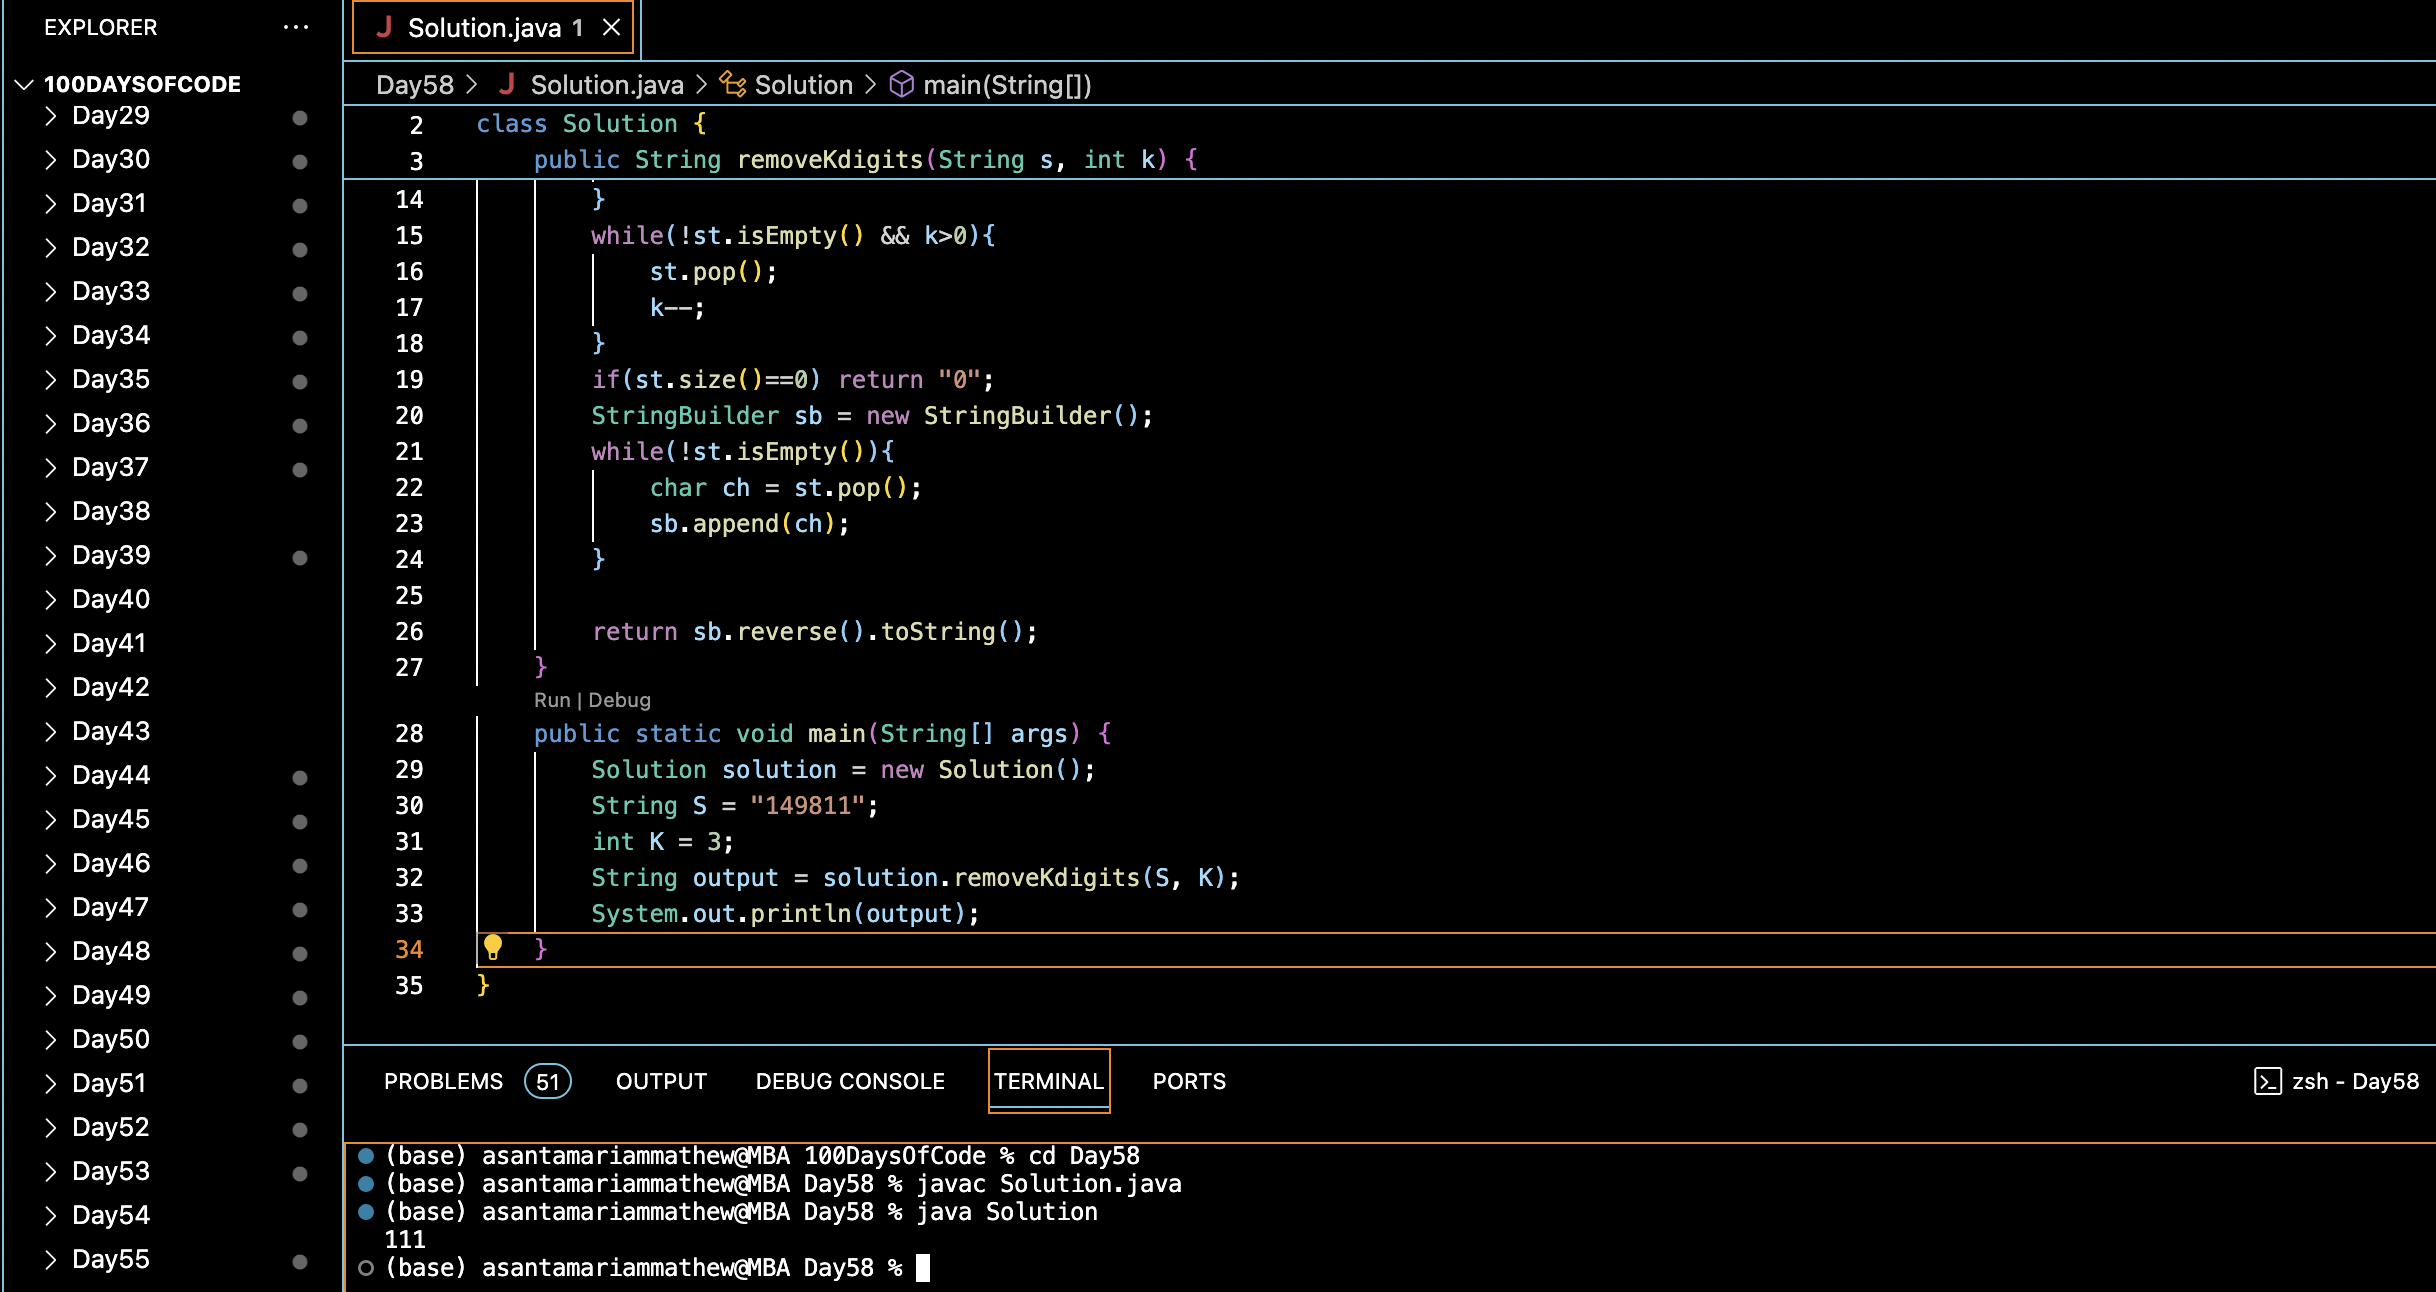 EXPLORER ...
100DAYSOFCODE
Day29
Day30
Day31
Day32
Day33
Day34
Day35
Day36
Day37
Day38
Day39
Day40
Day41
Day42
Day43
Day44
Day45
Day46
Day47
Day48
Day49
Day50
Day51
Day52
Day53
Day54
Day55
J Solution.java 1
Day58 > J Solution.java > Solution > main(String[])
2 class Solution {
3 public String removeKdigits(String s, int k) {
14 }
15 while(!st.isEmpty() && k>0){
16 st.pop();
17 k--;
18 }
19 if(st.size()==0) return "0";
20 StringBuilder sb = new StringBuilder();
21 while(!st.isEmpty()){
22 char ch = st.pop();
23 sb.append(ch);
24 }
25
26 return sb.reverse().toString();
27 }
Run | Debug
28 public static void main(String[] args) {
29 Solution solution = new Solution();
30 String S = "149811";
31 int K = 3;
32 String output = solution.removeKdigits(S, K);
33 System.out.println(output);
34 }
35 }
PROBLEMS 51 OUTPUT DEBUG CONSOLE TERMINAL PORTS zsh - Day58
(base) asantamariammathew@MBA 100DaysOfCode % cd Day58
(base) asantamariammathew@MBA Day58 % javac Solution.java
(base) asantamariammathew@MBA Day58 % java Solution
111
(base) asantamariammathew@MBA Day58 %